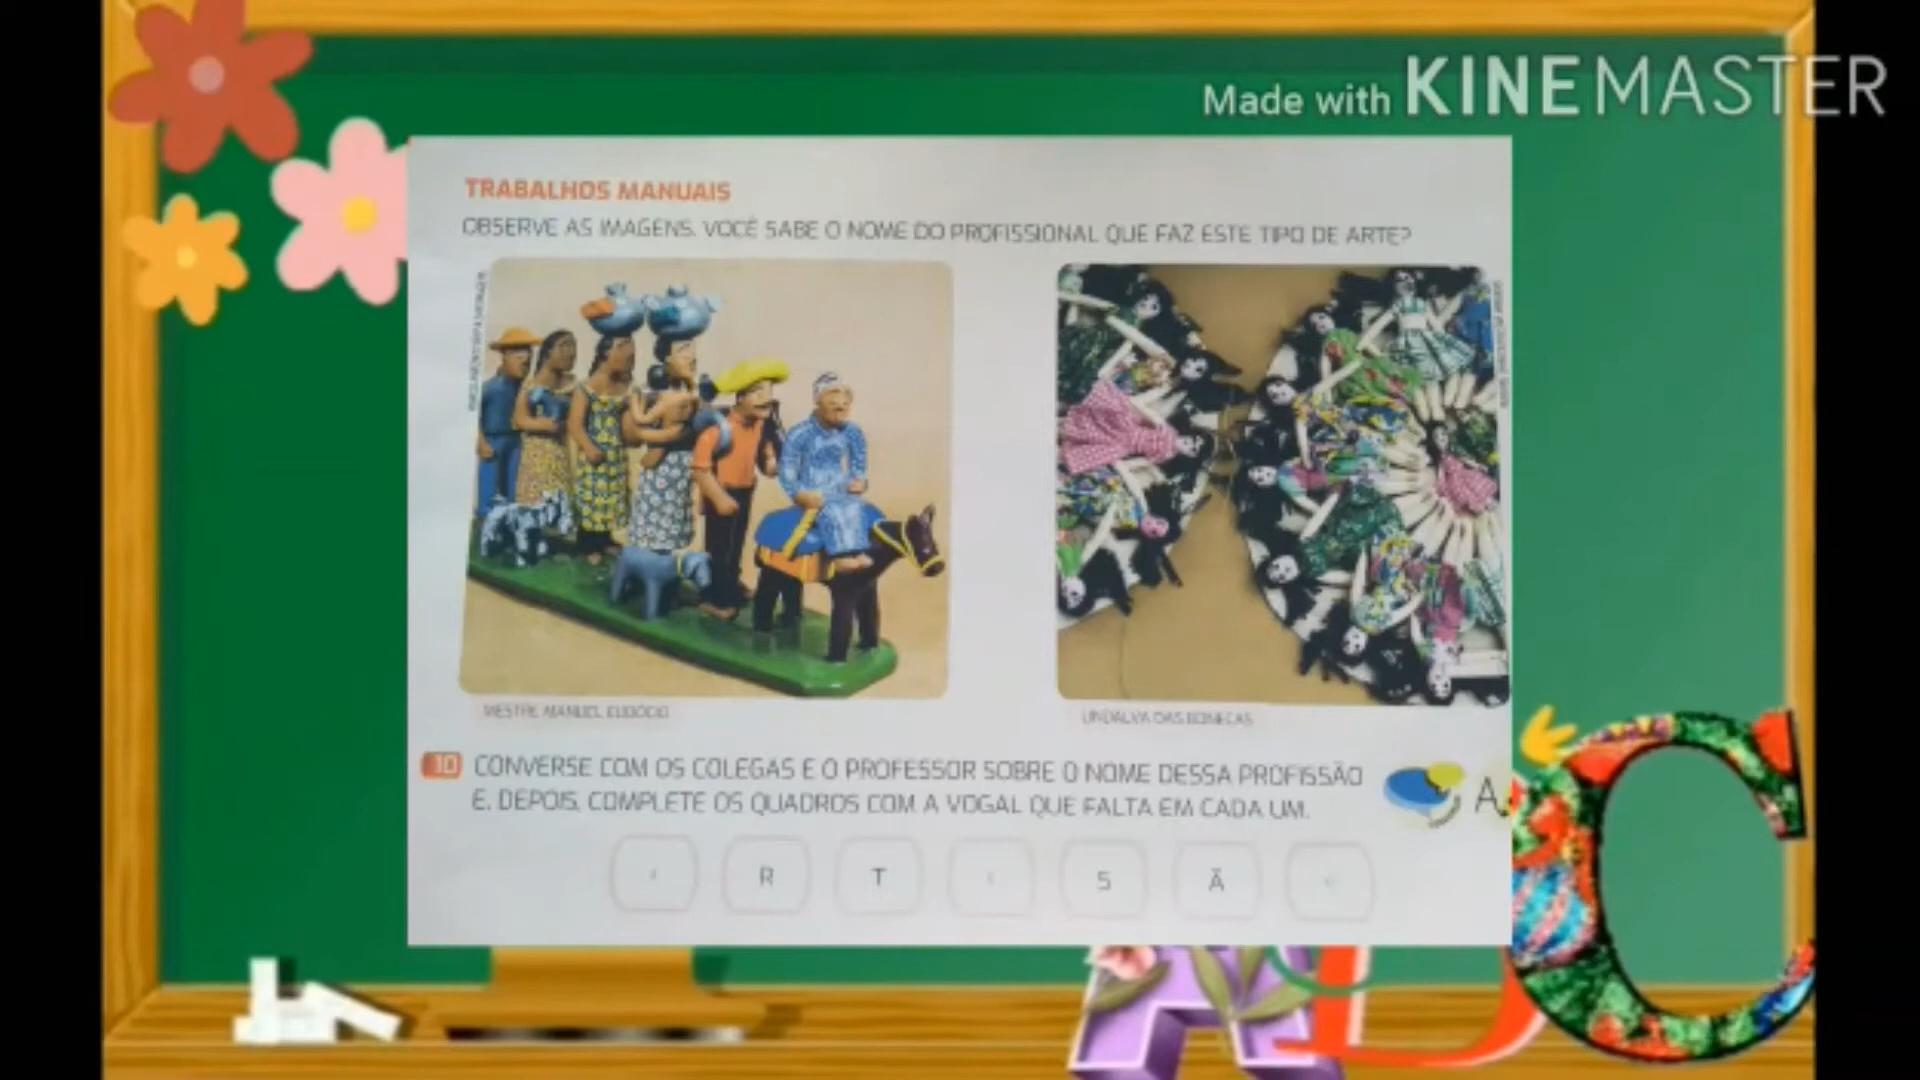 Made with KINEMASTER
TRABALHOS MANUAIS
OBSERVE AS IMAGENS. VOCÊ SABE O NOME DO PROFISSIONAL QUE FAZ ESTE TIPO DE ARTE?
MESTRE MANUEL EUDÓCIO
LINDALVA DAS BONECAS
10 CONVERSE COM OS COLEGAS E O PROFESSOR SOBRE O NOME DESSA PROFISSÃO
E, DEPOIS, COMPLETE OS QUADROS COM A VOGAL QUE FALTA EM CADA UM.
A
R T S Ã
A C